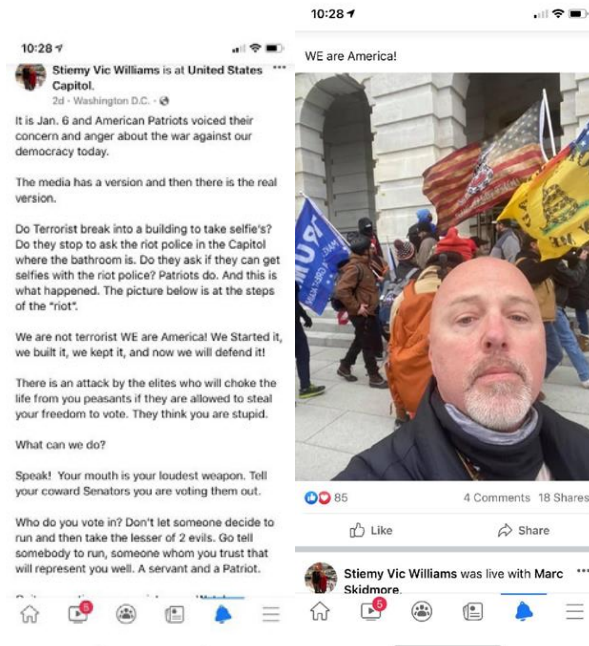 10:28
Stiemy Vic Williams is at United States
Capitol.
2d · Washington D.C. ·
It is Jan. 6 and American Patriots voiced their
concern and anger about the war against our
democracy today.
The media has a version and then there is the real
version.
Do Terrorist break into a building to take selfie's?
Do they stop to ask the riot police in the Capitol
where the bathroom is. Do they ask if they can get
selfies with the riot police? Patriots do. And this is
what happened. The picture below is at the steps
of the "riot".
We are not terrorist WE are America! We Started it,
we built it, we kept it, and now we will defend it!
There is an attack by the elites who will choke the
life from you peasants if they are allowed to steal
your freedom to vote. They think you are stupid.
What can we do?
Speak! Your mouth is your loudest weapon. Tell
your coward Senators you are voting them out.
Who do you vote in? Don't let someone decide to
run and then take the lesser of 2 evils. Go tell
somebody to run, someone whom you trust that
will represent you well. A servant and a Patriot.
5
10:28
WE are America!
TRUMP
85
4 Comments 18 Shares
Like
Share
Stiemy Vic Williams was live with Marc
Skidmore.
5